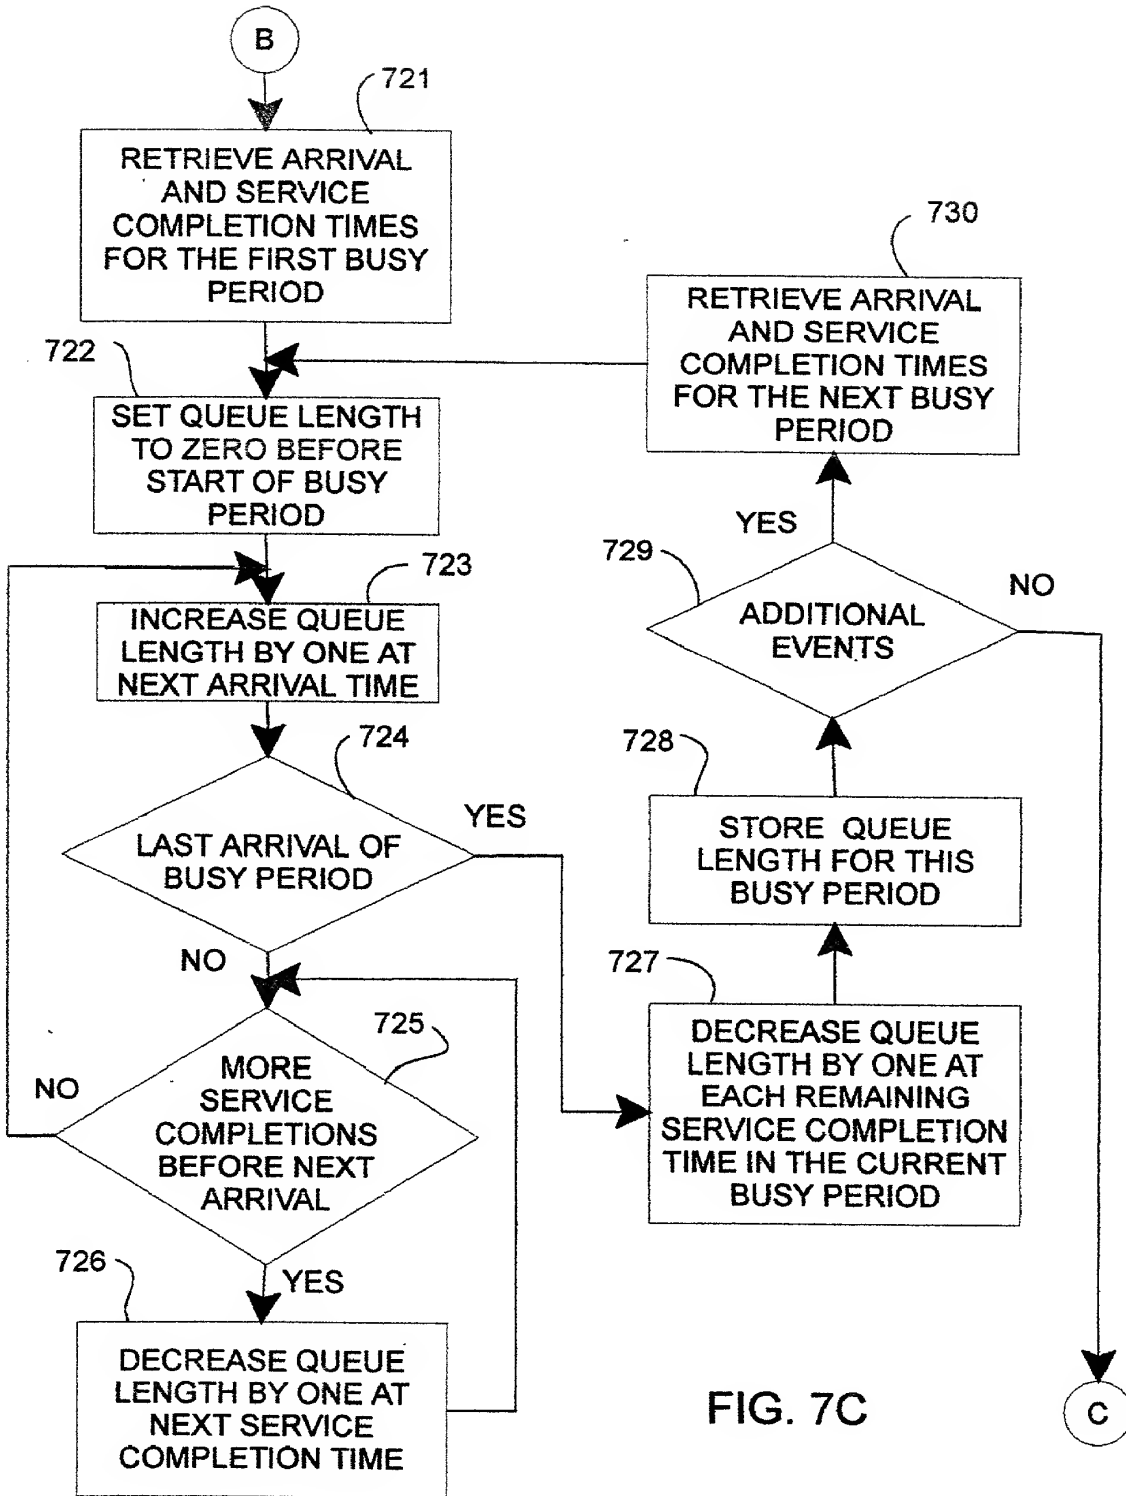 B
721
RETRIEVE ARRIVAL
AND SERVICE
COMPLETION TIMES
FOR THE FIRST BUSY
PERIOD
722
SET QUEUE LENGTH
TO ZERO BEFORE
START OF BUSY
PERIOD
723
INCREASE QUEUE
LENGTH BY ONE AT
NEXT ARRIVAL TIME
724
LAST ARRIVAL OF
BUSY PERIOD
YES
NO
725
MORE
SERVICE
COMPLETIONS
BEFORE NEXT
ARRIVAL
NO
YES
726
DECREASE QUEUE
LENGTH BY ONE AT
NEXT SERVICE
COMPLETION TIME
727
DECREASE QUEUE
LENGTH BY ONE AT
EACH REMAINING
SERVICE COMPLETION
TIME IN THE CURRENT
BUSY PERIOD
728
STORE QUEUE
LENGTH FOR THIS
BUSY PERIOD
729
ADDITIONAL
EVENTS
YES
NO
730
RETRIEVE ARRIVAL
AND SERVICE
COMPLETION TIMES
FOR THE NEXT BUSY
PERIOD
C
FIG. 7C